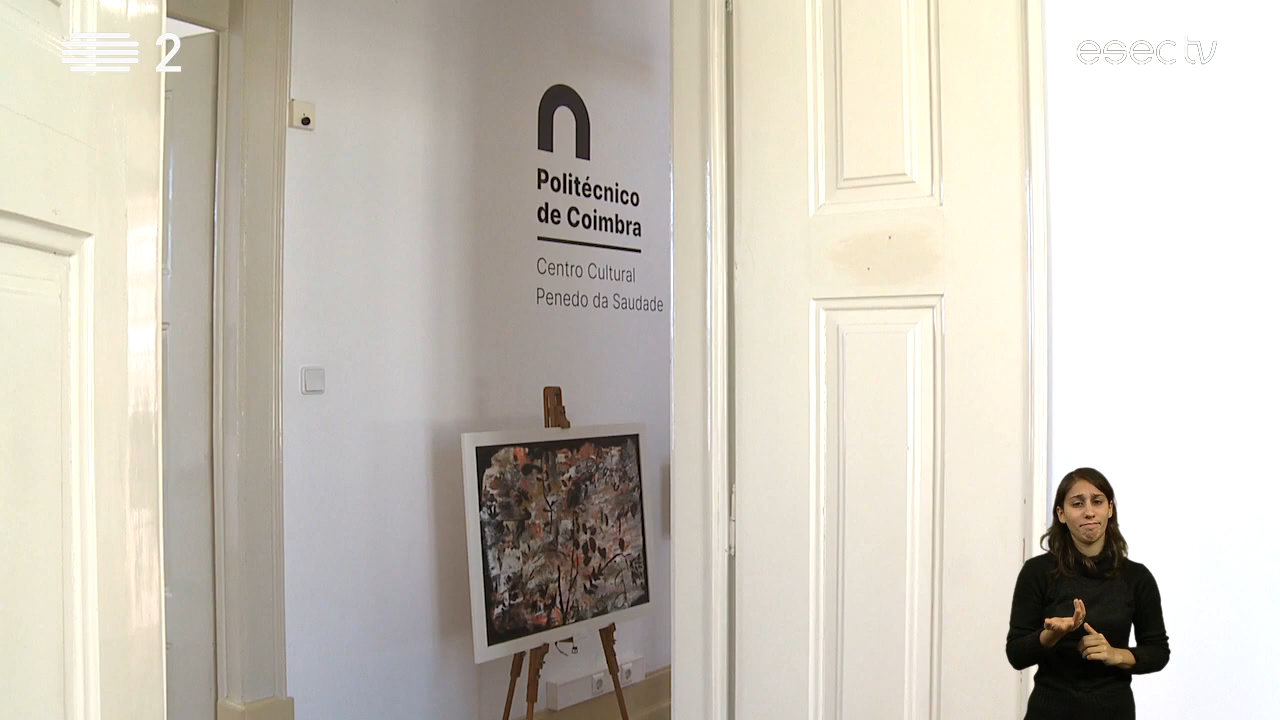 2
esec tv
Politécnico
de Coimbra
Centro Cultural
Penedo da Saudade